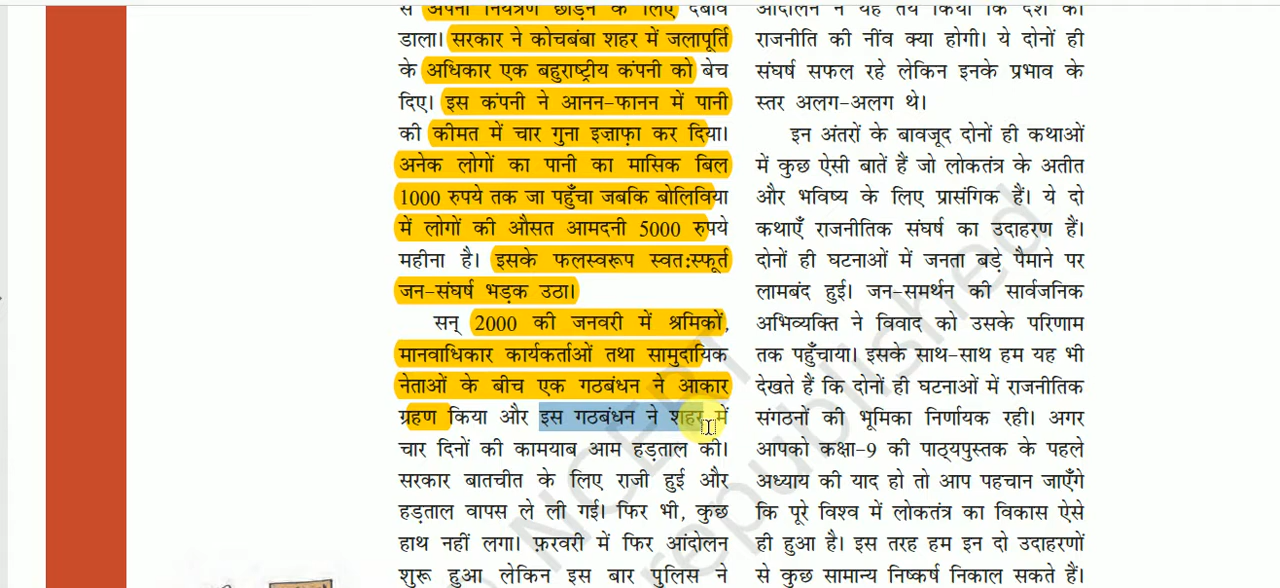 से अपना नियंत्रण छोड़ने के लिए दबाव
डाला। सरकार ने कोचबंबा शहर में जलापूर्ति
के अधिकार एक बहुराष्ट्रीय कंपनी को बेच
दिए। इस कंपनी ने आनन-फानन में पानी
की कीमत में चार गुना इज़ाफ़ा कर दिया।
अनेक लोगों का पानी का मासिक बिल
1000 रुपये तक जा पहुँचा जबकि बोलिविया
में लोगों की औसत आमदनी 5000 रुपये
महीना है। इसके फलस्वरूप स्वत:स्फूर्त
जन-संघर्ष भड़क उठा।
सन् 2000 की जनवरी में श्रमिकों,
मानवाधिकार कार्यकर्ताओं तथा सामुदायिक
नेताओं के बीच एक गठबंधन ने आकार
ग्रहण किया और इस गठबंधन ने शहर में
चार दिनों की कामयाब आम हड़ताल की।
सरकार बातचीत के लिए राजी हुई और
हड़ताल वापस ले ली गई। फिर भी, कुछ
हाथ नहीं लगा। फ़रवरी में फिर आंदोलन
शुरू हुआ लेकिन इस बार पुलिस ने
आंदोलन ने यह तय किया कि देश की
राजनीति की नींव क्या होगी। ये दोनों ही
संघर्ष सफल रहे लेकिन इनके प्रभाव के
स्तर अलग-अलग थे।
इन अंतरों के बावजूद दोनों ही कथाओं
में कुछ ऐसी बातें हैं जो लोकतंत्र के अतीत
और भविष्य के लिए प्रासंगिक हैं। ये दो
कथाएँ राजनीतिक संघर्ष का उदाहरण हैं।
दोनों ही घटनाओं में जनता बड़े पैमाने पर
लामबंद हुई। जन-समर्थन की सार्वजनिक
अभिव्यक्ति ने विवाद को उसके परिणाम
तक पहुँचाया। इसके साथ-साथ हम यह भी
देखते हैं कि दोनों ही घटनाओं में राजनीतिक
संगठनों की भूमिका निर्णायक रही। अगर
आपको कक्षा-9 की पाठ्यपुस्तक के पहले
अध्याय की याद हो तो आप पहचान जाएँगे
कि पूरे विश्व में लोकतंत्र का विकास ऐसे
ही हुआ है। इस तरह हम इन दो उदाहरणों
से कुछ सामान्य निष्कर्ष निकाल सकते हैं।
NCERT
republished